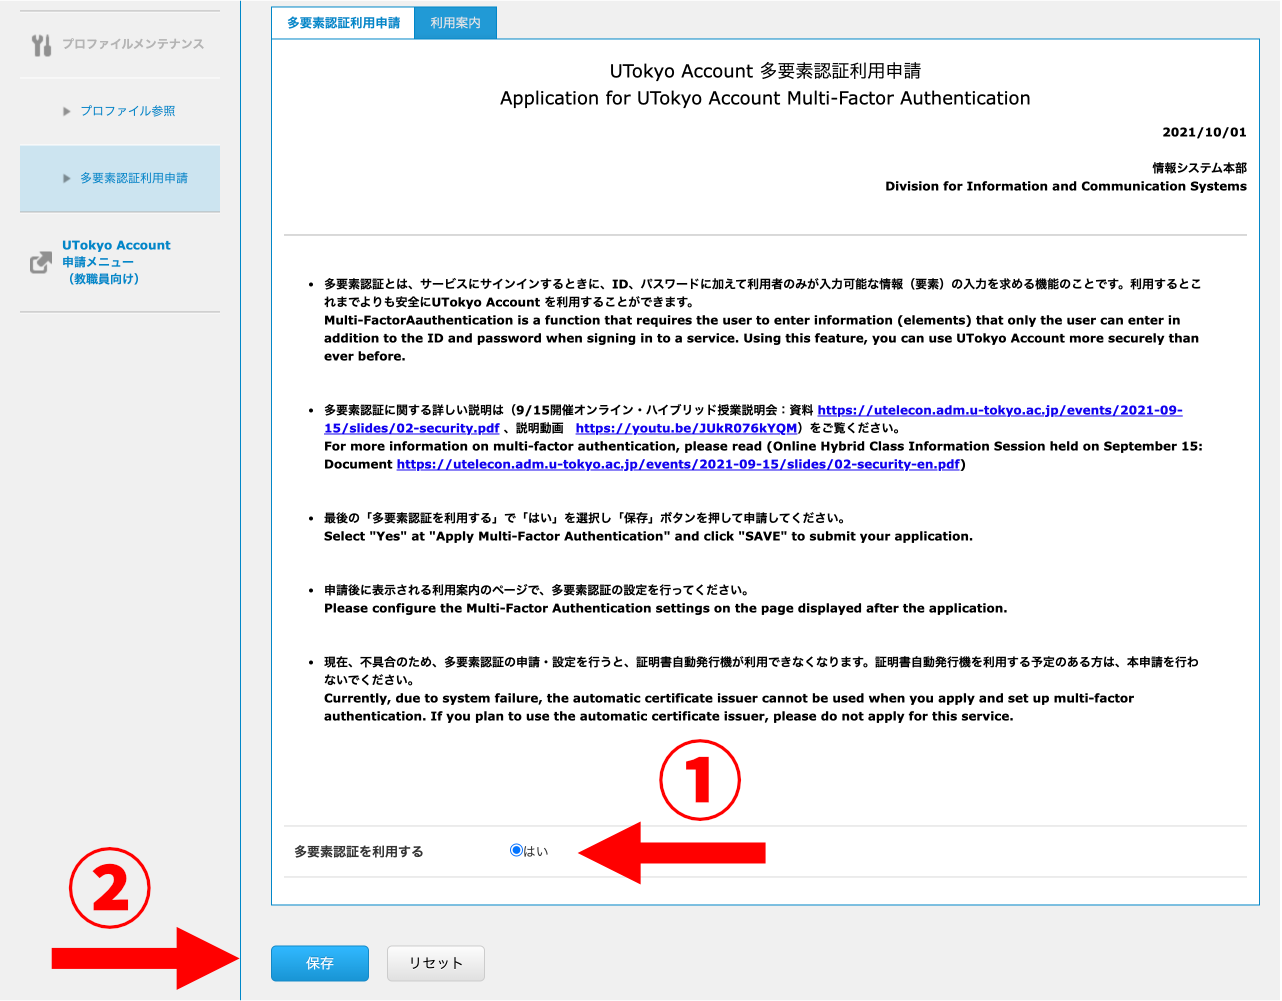 プロファイルメンテナンス
プロファイル参照
多要素認証利用申請
UTokyo Account
申請メニュー
（教職員向け）
多要素認証利用申請
利用案内
UTokyo Account 多要素認証利用申請
Application for UTokyo Account Multi-Factor Authentication
2021/10/01
情報システム本部
Division for Information and Communication Systems
多要素認証とは、サービスにサインインするときに、ID、パスワードに加えて利用者のみが入力可能な情報（要素）の入力を求める機能のことです。利用するとこ
れまでよりも安全にUTokyo Account を利用することができます。
Multi-FactorAauthentication is a function that requires the user to enter information (elements) that only the user can enter in
addition to the ID and password when signing in to a service. Using this feature, you can use UTokyo Account more securely than
ever before.
多要素認証に関する詳しい説明は（9/15開催オンライン・ハイブリッド授業説明会：資料 https://utelecon.adm.u-tokyo.ac.jp/events/2021-09-
15/slides/02-security.pdf 、説明動画　https://youtu.be/JUkR076kYQM）をご覧ください。
For more information on multi-factor authentication, please read (Online Hybrid Class Information Session held on September 15:
Document https://utelecon.adm.u-tokyo.ac.jp/events/2021-09-15/slides/02-security-en.pdf)
最後の「多要素認証を利用する」で「はい」を選択し「保存」ボタンを押して申請してください。
Select "Yes" at "Apply Multi-Factor Authentication" and click "SAVE" to submit your application.
申請後に表示される利用案内のページで、多要素認証の設定を行ってください。
Please configure the Multi-Factor Authentication settings on the page displayed after the application.
現在、不具合のため、多要素認証の申請・設定を行うと、証明書自動発行機が利用できなくなります。証明書自動発行機を利用する予定のある方は、本申請を行わ
ないでください。
Currently, due to system failure, the automatic certificate issuer cannot be used when you apply and set up multi-factor
authentication. If you plan to use the automatic certificate issuer, please do not apply for this service.
①
多要素認証を利用する
はい
②
保存
リセット